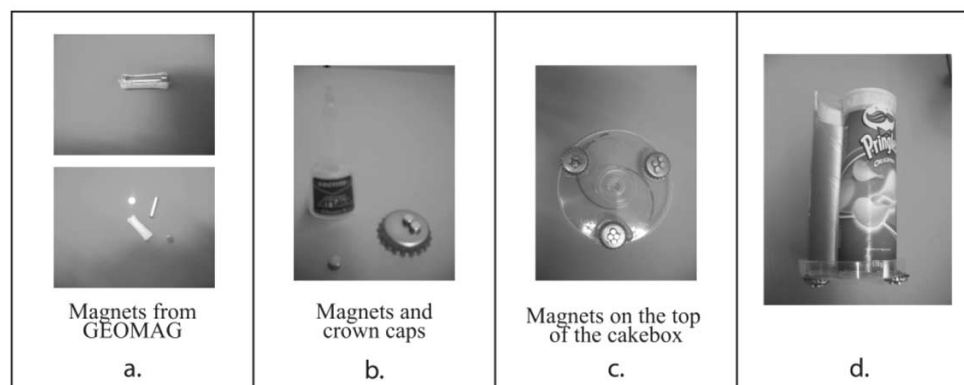 Magnets from
GEOMAG
a.
Magnets and
crown caps
b.
Magnets on the top
of the cakebox
c.
Pringles
d.